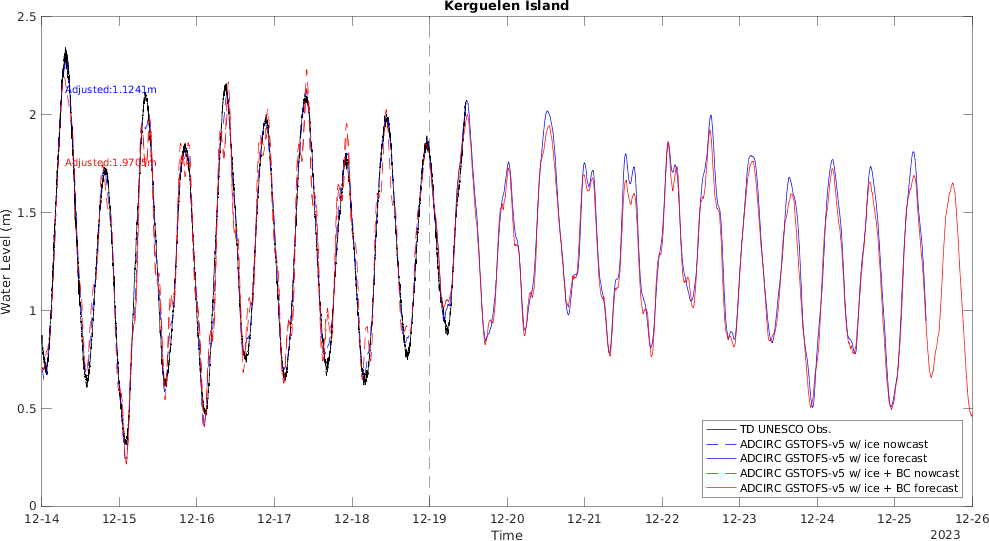 Kerguelen Island
2.5
2
1.5
1
0.5
0
Water Level (m)
Adjusted:1.1241m
Adjusted:1.9705m
TD UNESCO Obs.
ADCIRC GSTOFS-v5 w/ ice nowcast
ADCIRC GSTOFS-v5 w/ ice forecast
ADCIRC GSTOFS-v5 w/ ice + BC nowcast
ADCIRC GSTOFS-v5 w/ ice + BC forecast
12-14 12-15 12-16 12-17 12-18 12-19 12-20 12-21 12-22 12-23 12-24 12-25 12-26
Time
2023